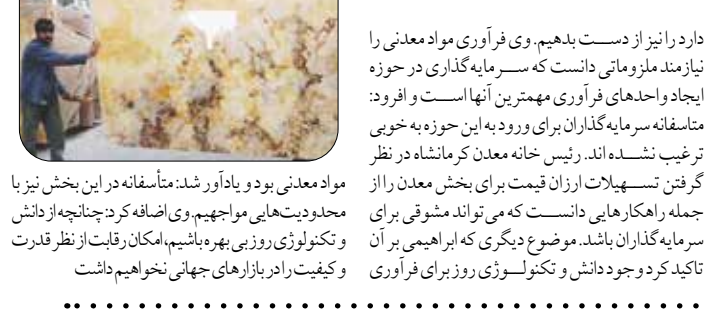 دارد را نیز از دست بدهیم. وی فرآوری مواد معدنی را
نیازمند ملزوماتی دانست که سرمایه‌گذاری در حوزه
ایجاد واحدهای فرآوری مهمترین آنها است و افرود:
متاسفانه سرمایه‌گذاران برای ورود به این حوزه به خوبی
ترغیب نشده اند. رئیس خانه معدن کرمانشاه در نظر
گرفتن تسهیلات ارزان قیمت برای بخش معدن را از
جمله راهکارهایی دانست که می‌تواند مشوقی برای
سرمایه‌گذاران باشد. موضوع دیگری که ابراهیمی بر آن
تاکید کرد وجود دانش و تکنولوژی روز برای فرآوری
مواد معدنی بود و یادآور شد: متأسفانه در این بخش نیز با
محدودیت‌هایی مواجهیم. وی اضافه کرد: چنانچه از دانش
و تکنولوژی روز بی بهره باشیم، امکان رقابت از نظر قدرت
و کیفیت را در بازارهای جهانی نخواهیم داشت